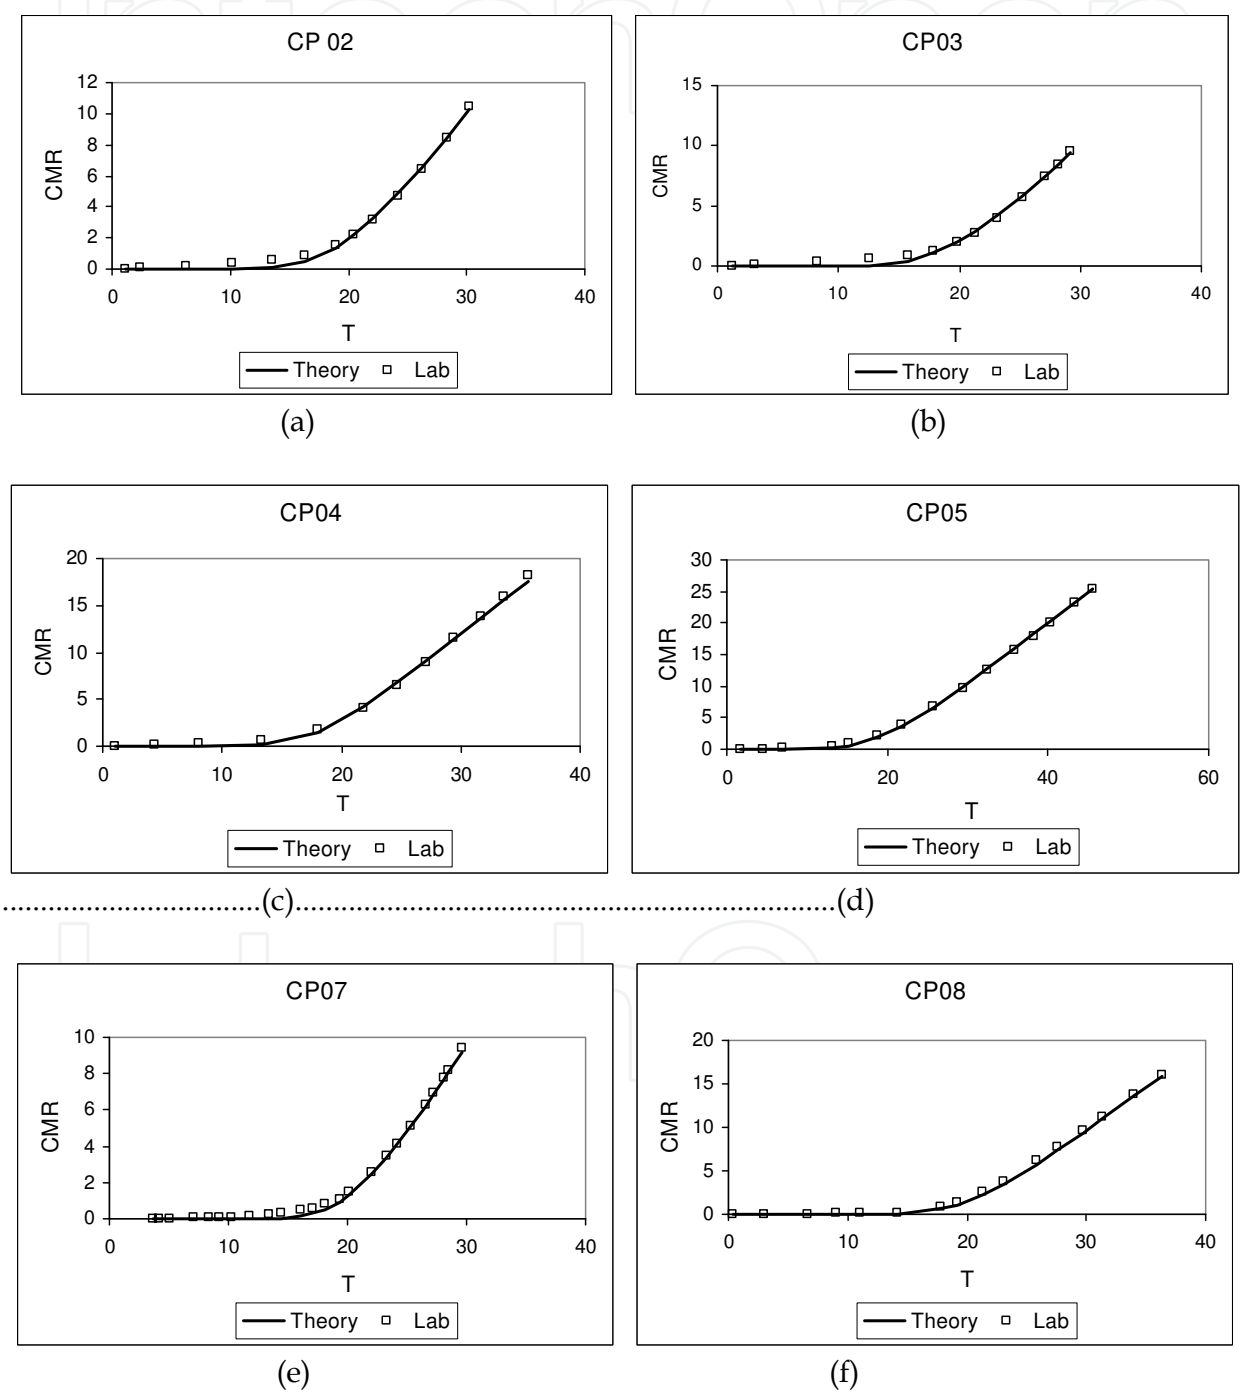 CP 02
12
10
8
6
4
2
0
CMR
0 10 20 30 40
T
Theory Lab
(a)
CP03
15
10
5
0
CMR
0 10 20 30 40
T
Theory Lab
(b)
CP04
20
15
10
5
0
CMR
0 10 20 30 40
T
Theory Lab
CP05
30
25
20
15
10
5
0
CMR
0 20 40 60
T
Theory Lab
..................................(c)........................................................................(d)
CP07
10
8
6
4
2
0
CMR
0 10 20 30 40
T
Theory Lab
(e)
CP08
20
15
10
5
0
CMR
0 10 20 30 40
T
Theory Lab
(f)